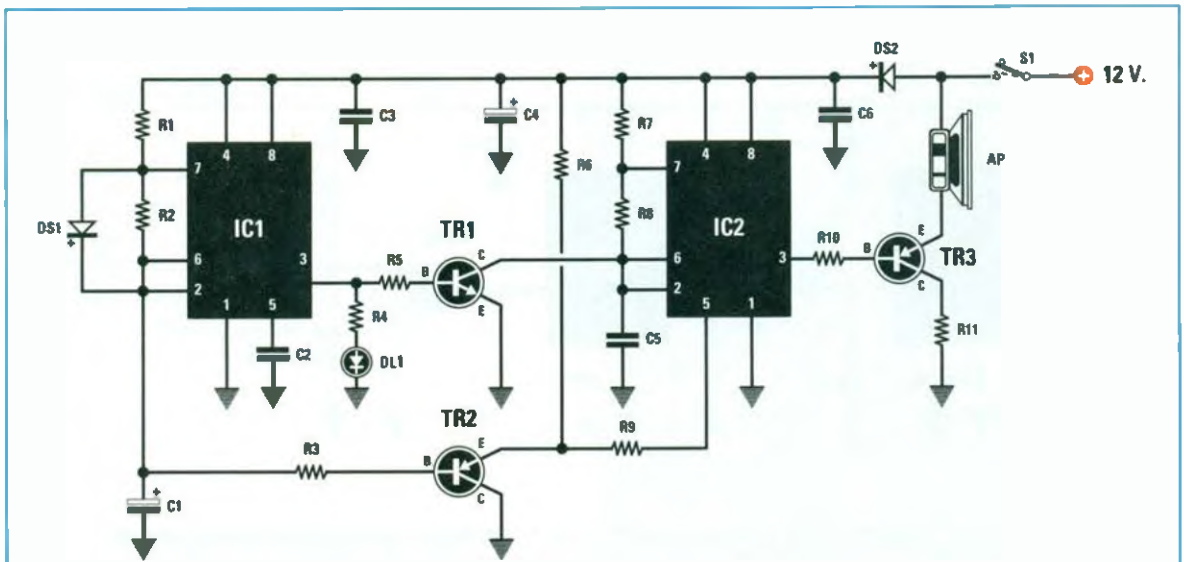 DS2
S1
12 V.
R1
C3
C4
R7
C6
4
8
4
8
7
7
R6
AP
DS1
R2
IC1
R8
IC2
TR1
E
6
3
R5
B
C
6
3
R10
B
TR3
2
2
C
1
5
R4
E
C5
5
1
R11
C2
DL1
TR2
R9
R3
B
E
C
C1